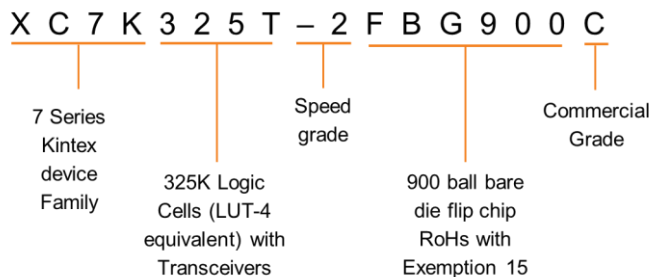 X C 7 K 3 2 5 T – 2 F B G 9 0 0 C
7 Series
Kintex
device
Family
325K Logic
Cells (LUT-4
equivalent) with
Transceivers
Speed
grade
900 ball bare
die flip chip
RoHs with
Exemption 15
Commercial
Grade